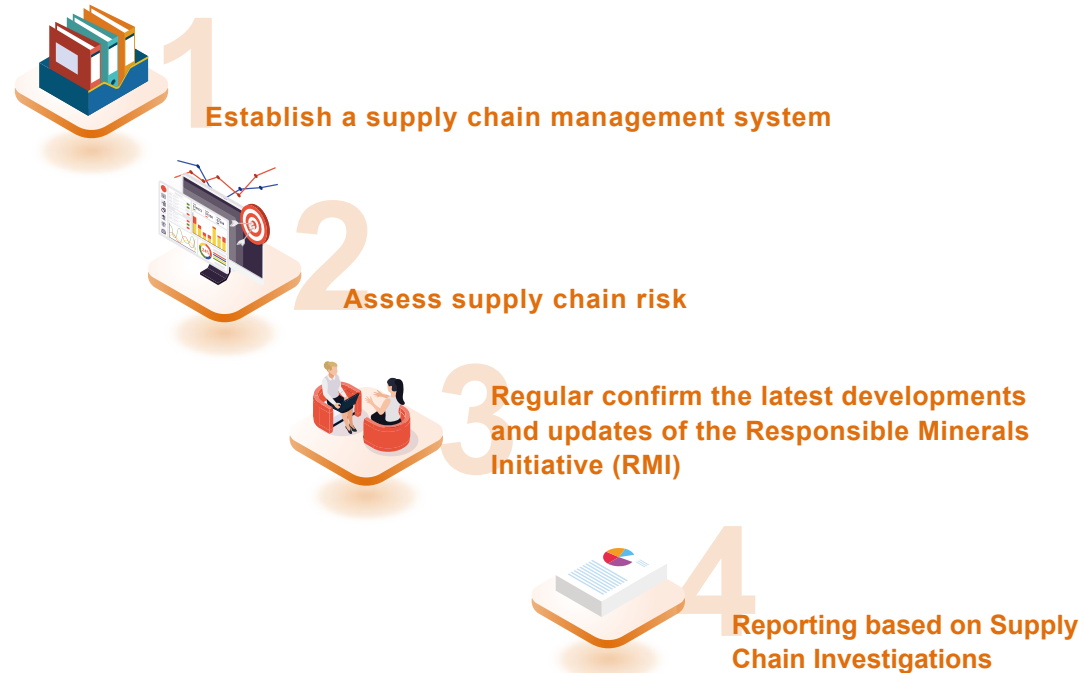 1
Establish a supply chain management system
2
Assess supply chain risk
3
Regular confirm the latest developments
and updates of the Responsible Minerals
Initiative (RMI)
4
Reporting based on Supply
Chain Investigations